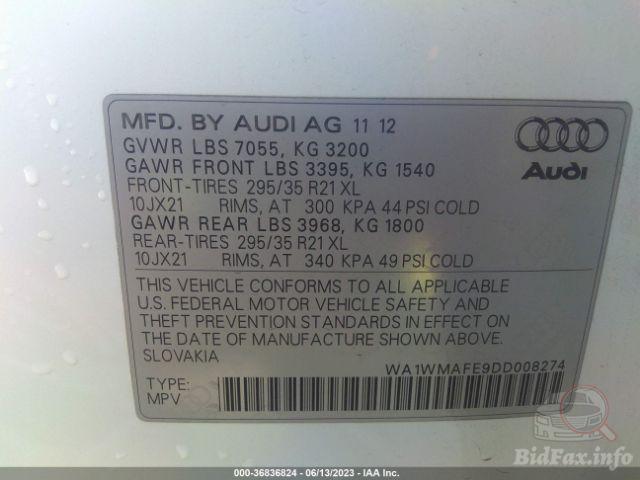 MFD. BY AUDI AG 11 12
GVWR LBS 7055, KG 3200
GAWR FRONT LBS 3395, KG 1540
FRONT-TIRES 295/35 R21 XL
10JX21 RIMS, AT 300 KPA 44 PSI COLD
GAWR REAR LBS 3968, KG 1800
REAR-TIRES 295/35 R21 XL
10JX21 RIMS, AT 340 KPA 49 PSI COLD
Audi
THIS VEHICLE CONFORMS TO ALL APPLICABLE
U.S. FEDERAL MOTOR VEHICLE SAFETY AND
THEFT PREVENTION STANDARDS IN EFFECT ON
THE DATE OF MANUFACTURE SHOWN ABOVE.
SLOVAKIA
WA1WMAFE9DD008274
TYPE:
MPV
BidFax.info
000-36836824 - 06/13/2023 - IAA Inc.